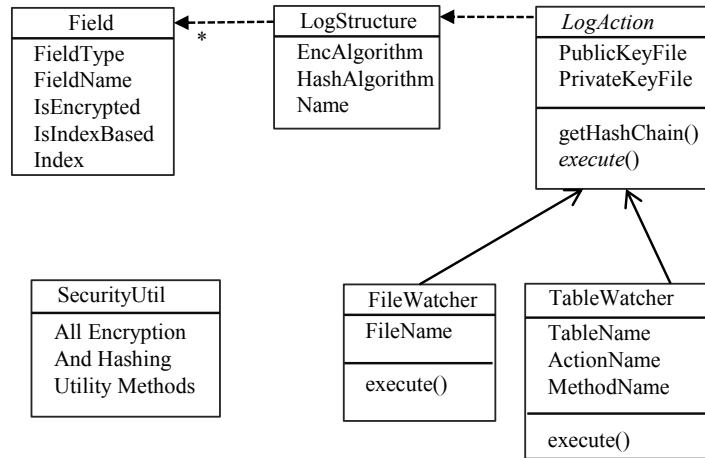 Field
FieldType
FieldName
IsEncrypted
IsIndexBased
Index
*
LogStructure
EncAlgorithm
HashAlgorithm
Name
LogAction
PublicKeyFile
PrivateKeyFile
getHashChain()
execute()
SecurityUtil
All Encryption
And Hashing
Utility Methods
FileWatcher
FileName
execute()
TableWatcher
TableName
ActionName
MethodName
execute()